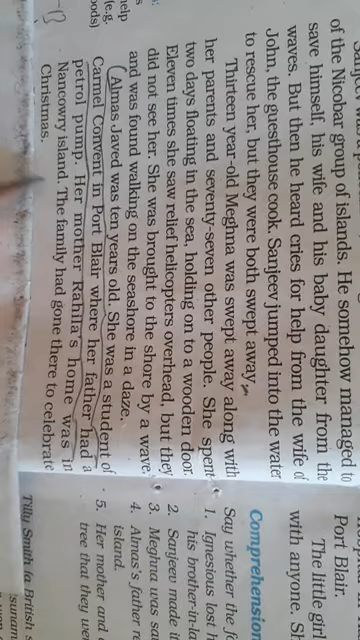 of the Nicobar group of islands. He somehow managed to
save himself, his wife and his baby daughter from the
waves. But then he heard cries for help from the wife of
John, the guesthouse cook. Sanjeev jumped into the water
to rescue her, but they were both swept away.
Thirteen year-old Meghna was swept away along with
her parents and seventy-seven other people. She spent
two days floating in the sea, holding on to a wooden door.
Eleven times she saw relief helicopters overhead, but they
did not see her. She was brought to the shore by a wave,
and was found walking on the seashore in a daze.
Almas Javed was ten years old. She was a student of
Carmel Convent in Port Blair where her father had a
petrol pump. Her mother Rahila's home was in
Nancowry island. The family had gone there to celebrate
Christmas.
help
(e.g.
Port Blair.
The little girl
with anyone.
Comprehension
Say whether the
1. Ignesious lost
his brother-in-la
2. Sanjeev made
3. Meghna was sa
4. Almas's father
island.
5. Her mother and
tree that they
Tilly Smith (a British